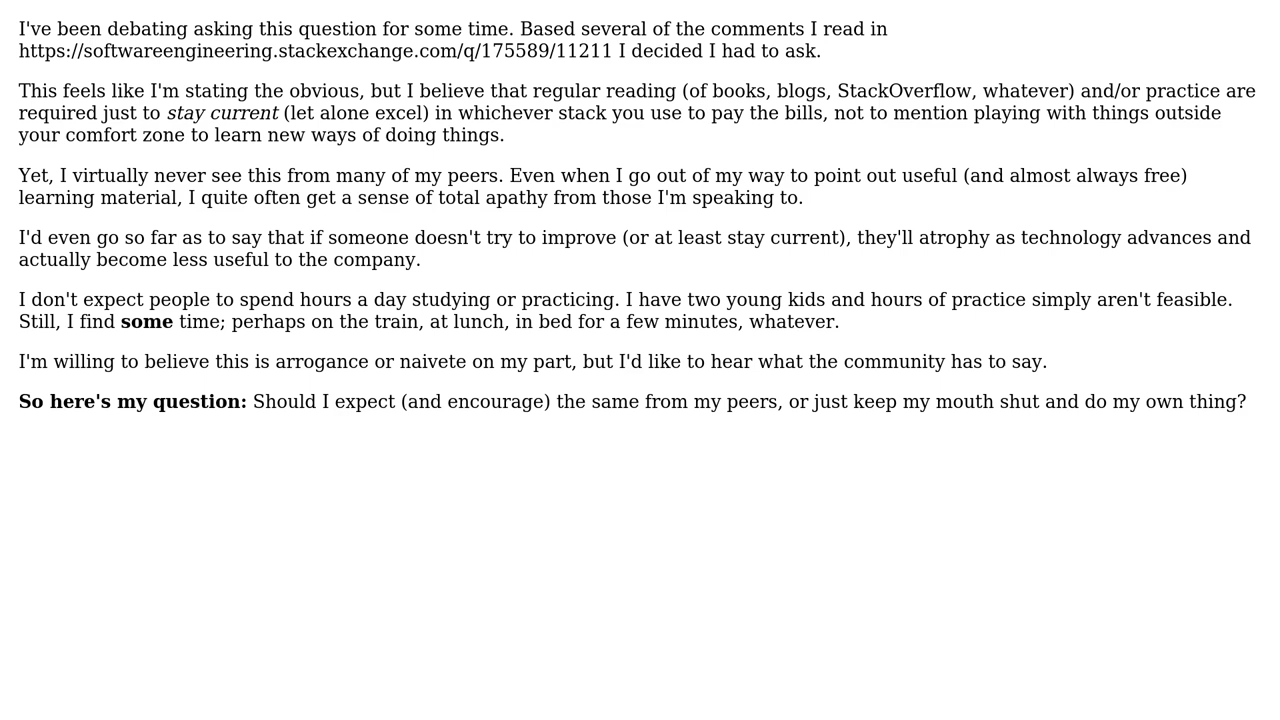 I've been debating asking this question for some time. Based several of the comments I read in
https://softwareengineering.stackexchange.com/q/175589/11211 I decided I had to ask.
This feels like I'm stating the obvious, but I believe that regular reading (of books, blogs, StackOverflow, whatever) and/or practice are
required just to stay current (let alone excel) in whichever stack you use to pay the bills, not to mention playing with things outside
your comfort zone to learn new ways of doing things.
Yet, I virtually never see this from many of my peers. Even when I go out of my way to point out useful (and almost always free)
learning material, I quite often get a sense of total apathy from those I'm speaking to.
I'd even go so far as to say that if someone doesn't try to improve (or at least stay current), they'll atrophy as technology advances and
actually become less useful to the company.
I don't expect people to spend hours a day studying or practicing. I have two young kids and hours of practice simply aren't feasible.
Still, I find some time; perhaps on the train, at lunch, in bed for a few minutes, whatever.
I'm willing to believe this is arrogance or naivete on my part, but I'd like to hear what the community has to say.
So here's my question: Should I expect (and encourage) the same from my peers, or just keep my mouth shut and do my own thing?